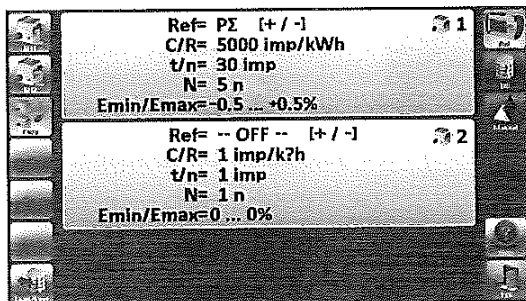 Ref= PΣ [+ / -] 1
C/R= 5000 imp/kWh
t/n= 30 imp
N= 5 n
Emin/Emax=-0.5 ... +0.5%
Ref= -- OFF -- [+ / -] 2
C/R= 1 imp/k?h
t/n= 1 imp
N= 1 n
Emin/Emax=0 ... 0%